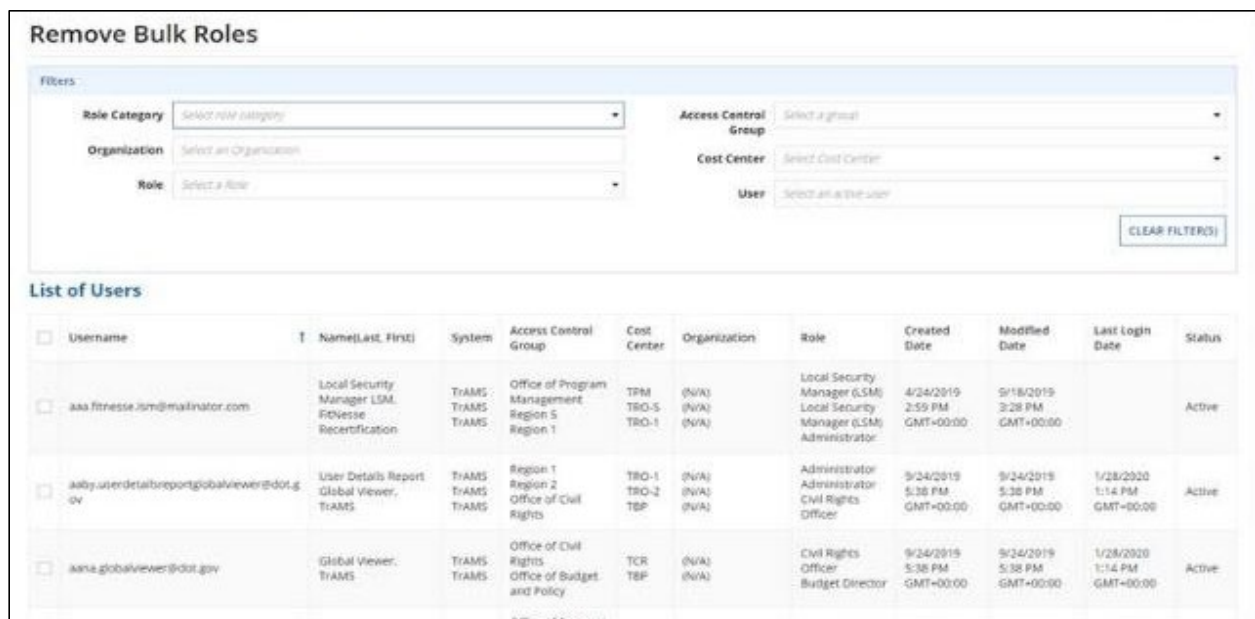 Remove Bulk Roles
Filters
Role Category Select role category
Access Control Group Select a group
Organization Select an Organization
Cost Center Select Cost Center
Role Select a Role
User Select an active user
CLEAR FILTER(S)
List of Users
Username ↑ Name(Last, First) System Access Control Group Cost Center Organization Role Created Date Modified Date Last Login Date Status
aaa.fitnesse.lsm@mailinator.com
Local Security
Manager LSM,
FitNesse
Recertification
TrAMS
TrAMS
TrAMS
Office of Program
Management
Region 5
Region 1
TPM
TRO-5
TRO-1
(N/A)
(N/A)
(N/A)
Local Security
Manager (LSM)
Local Security
Manager (LSM)
Administrator
4/24/2019
2:59 PM
GMT+00:00
9/18/2019
3:28 PM
GMT+00:00
Active
aaby.userdetailsreportglobalviewer@dot.g
ov
User Details Report
Global Viewer,
TrAMS
TrAMS
TrAMS
TrAMS
Region 1
Region 2
Office of Civil
Rights
TRO-1
TRO-2
TBP
(N/A)
(N/A)
(N/A)
Administrator
Administrator
Civil Rights
Officer
9/24/2019
5:38 PM
GMT+00:00
9/24/2019
5:38 PM
GMT+00:00
1/28/2020
1:14 PM
GMT+00:00
Active
aana.globalviewer@dot.gov
Global Viewer,
TrAMS
TrAMS
TrAMS
Office of Civil
Rights
Office of Budget
and Policy
TCR
TBP
(N/A)
(N/A)
Civil Rights
Officer
Budget Director
9/24/2019
5:38 PM
GMT+00:00
9/24/2019
5:38 PM
GMT+00:00
1/28/2020
1:14 PM
GMT+00:00
Active